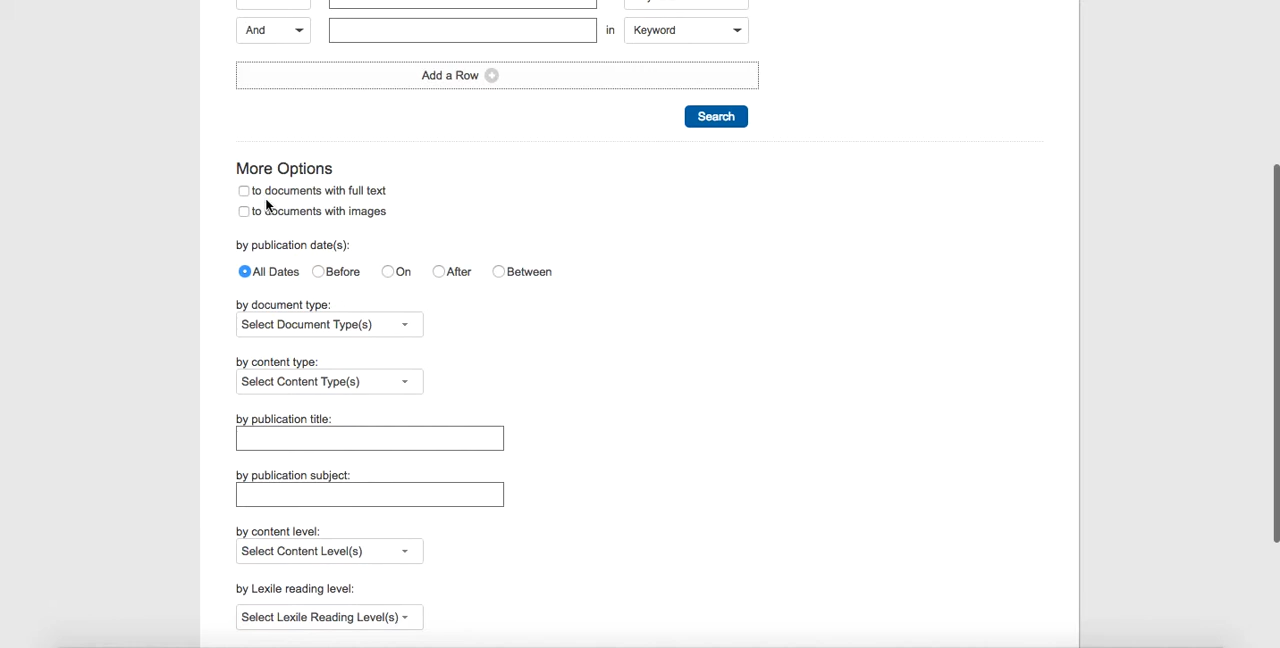 And in Keyword
Add a Row
Search
More Options
to documents with full text
to documents with images
by publication date(s):
All Dates Before On After Between
by document type:
Select Document Type(s)
by content type:
Select Content Type(s)
by publication title:
by publication subject:
by content level:
Select Content Level(s)
by Lexile reading level:
Select Lexile Reading Level(s)